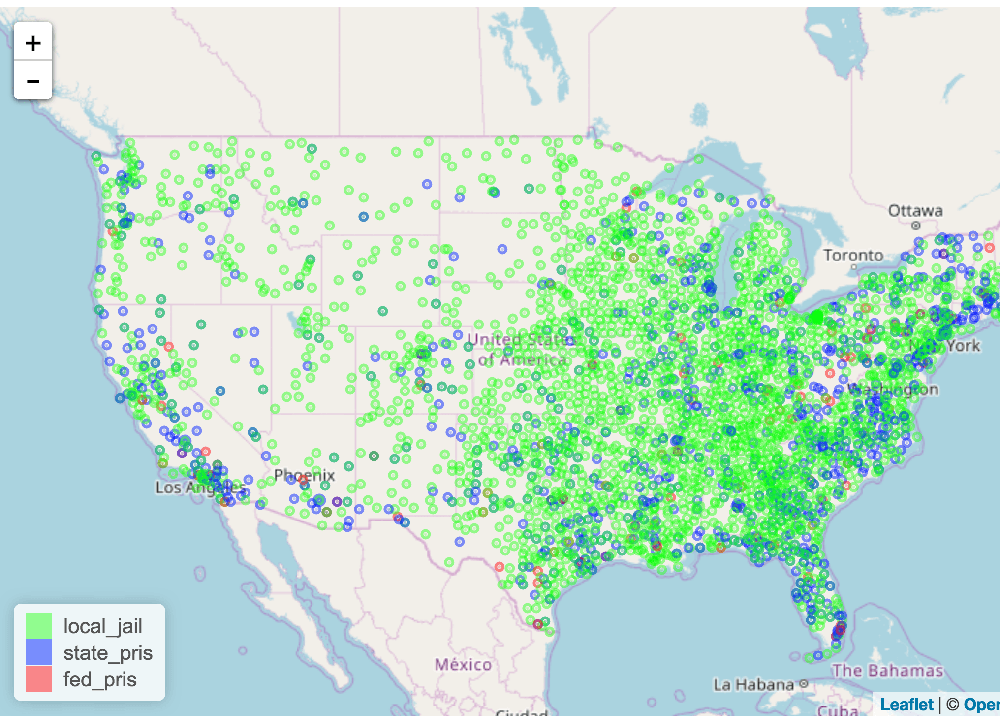 +
−
Ottawa
Toronto
United States
of America
New York
Washington
Phoenix
Los Angeles
local_jail
state_pris
fed_pris
México
The Bahamas
La Habana
Cuba
Ciudad
Leaflet | © Oper